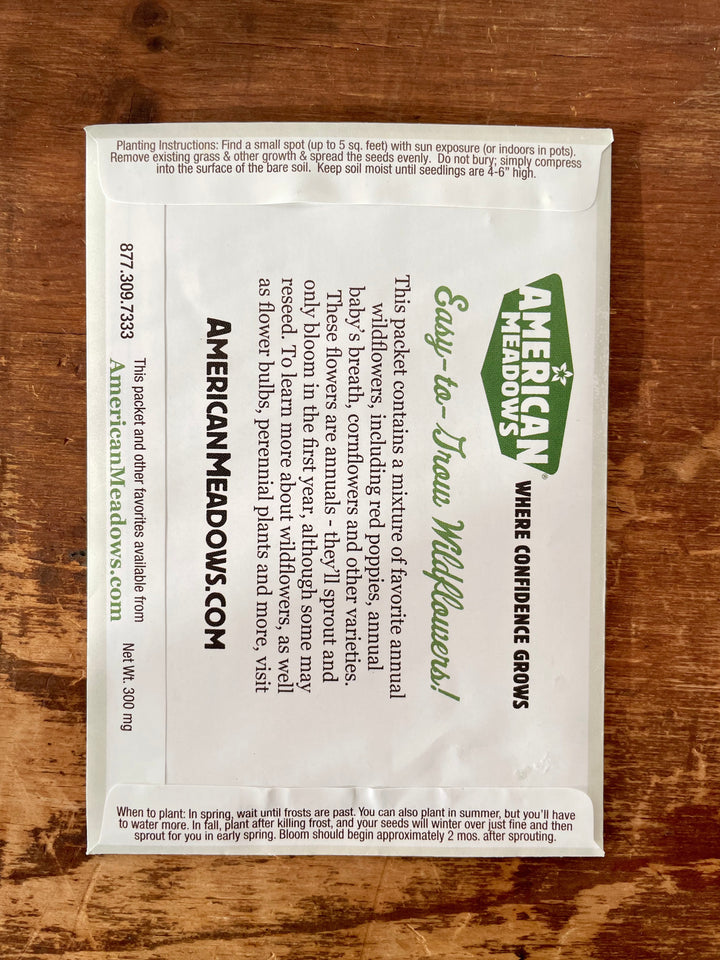 Planting Instructions: Find a small spot (up to 5 sq. feet) with sun exposure (or indoors in pots).
Remove existing grass & other growth & spread the seeds evenly. Do not bury; simply compress
into the surface of the bare soil. Keep soil moist until seedlings are 4-6" high.
AMERICAN
MEADOWS®
WHERE CONFIDENCE GROWS
Easy-to-Grow Wildflowers!
This packet contains a mixture of favorite annual
wildflowers, including red poppies, annual
baby's breath, cornflowers and other varieties.
These flowers are annuals - they'll sprout and
only bloom in the first year, although some may
reseed. To learn more about wildflowers, as well
as flower bulbs, perennial plants and more, visit
AMERICANMEADOWS.COM
877.309.7333
This packet and other favorites available from
AmericanMeadows.com
Net Wt. 300 mg
When to plant: In spring, wait until frosts are past. You can also plant in summer, but you'll have
to water more. In fall, plant after killing frost, and your seeds will winter over just fine and then
sprout for you in early spring. Bloom should begin approximately 2 mos. after sprouting.